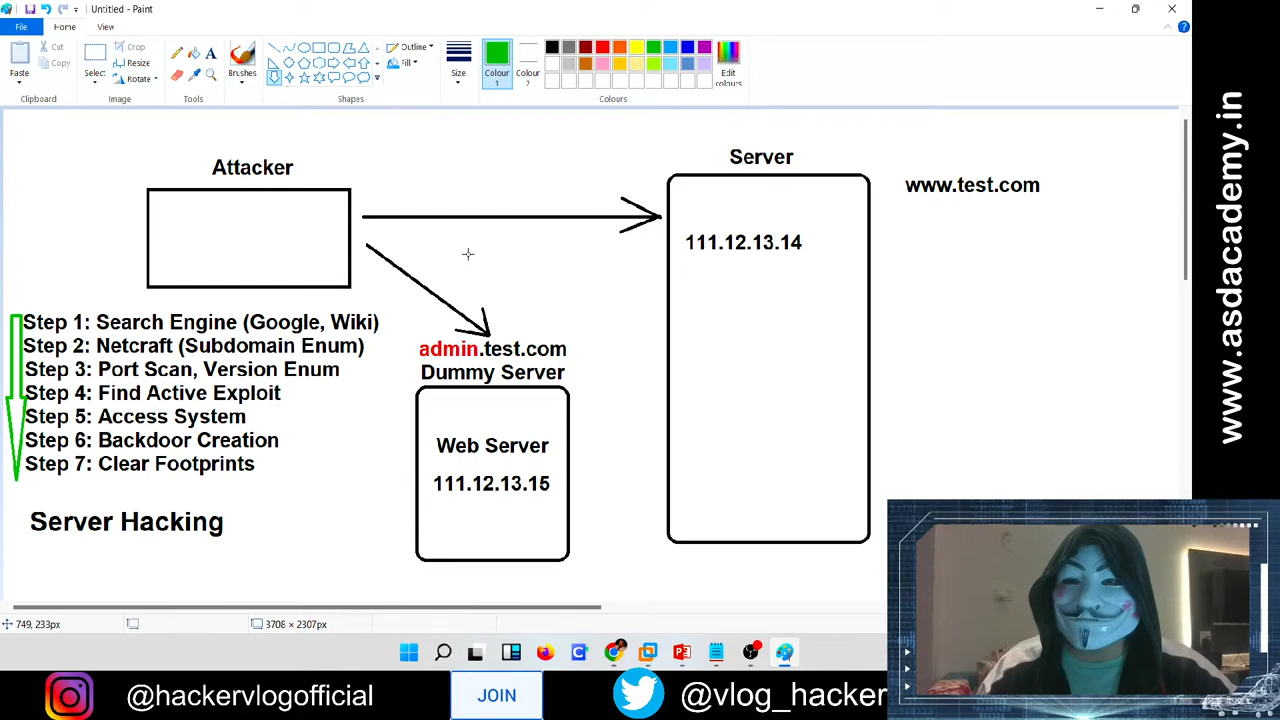 Untitled - Paint
File
Home
View
Paste
Cut
Copy
Clipboard
Select
Crop
Resize
Rotate
Image
Tools
Brushes
Outline
Fill
Shapes
Size
Colour
1
Colour
2
Edit
colours
Colours
Attacker
Server
www.test.com
111.12.13.14
Step 1: Search Engine (Google, Wiki)
Step 2: Netcraft (Subdomain Enum)
Step 3: Port Scan, Version Enum
Step 4: Find Active Exploit
Step 5: Access System
Step 6: Backdoor Creation
Step 7: Clear Footprints
admin.test.com
Dummy Server
Web Server
111.12.13.15
Server Hacking
749, 233px
3708 × 2307px
@hackervlogofficial
JOIN
@vlog_hacker
www.asdacademy.in